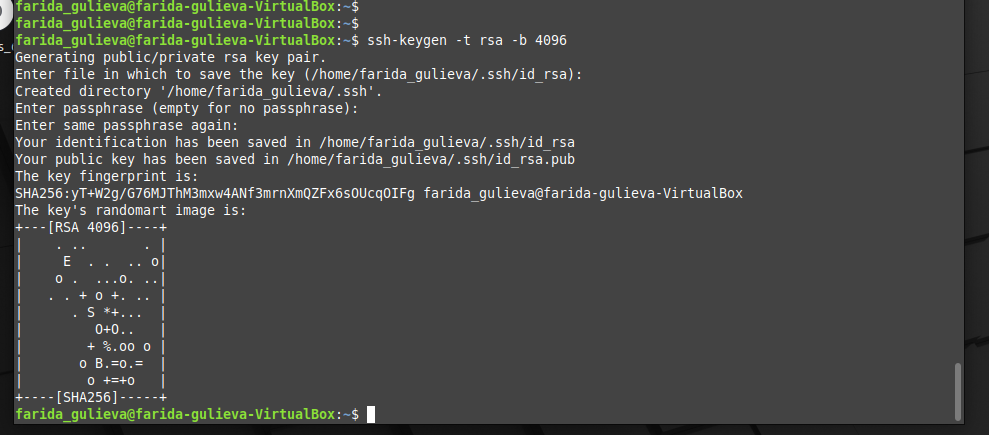 farida_gulieva@farida-gulieva-VirtualBox:~$
farida_gulieva@farida-gulieva-VirtualBox:~$
farida_gulieva@farida-gulieva-VirtualBox:~$ ssh-keygen -t rsa -b 4096
Generating public/private rsa key pair.
Enter file in which to save the key (/home/farida_gulieva/.ssh/id_rsa):
Created directory '/home/farida_gulieva/.ssh'.
Enter passphrase (empty for no passphrase):
Enter same passphrase again:
Your identification has been saved in /home/farida_gulieva/.ssh/id_rsa
Your public key has been saved in /home/farida_gulieva/.ssh/id_rsa.pub
The key fingerprint is:
SHA256:yT+W2g/G76MJThM3mxw4ANf3mrnXmQZFx6sOUcqOIFg farida_gulieva@farida-gulieva-VirtualBox
The key's randomart image is:
+---[RSA 4096]----+
|    . ..       . |
|     E  . .  .. o|
|    o .  ...o. ..|
|   . . + o +. .. |
|      . S *+...  |
|         O+O..   |
|        + %.oo o |
|       o B.=o.=  |
|        o +=+o   |
+----[SHA256]-----+
farida_gulieva@farida-gulieva-VirtualBox:~$